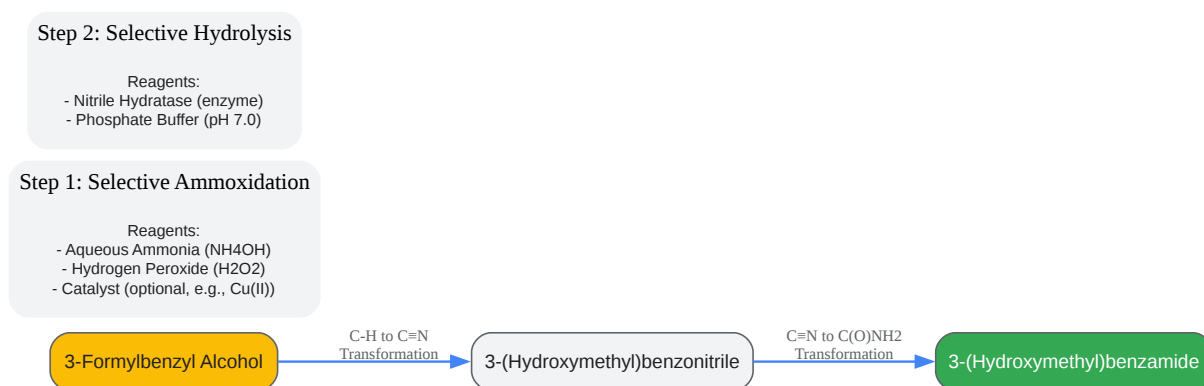 Step 2: Selective Hydrolysis
Reagents:
- Nitrile Hydratase (enzyme)
- Phosphate Buffer (pH 7.0)
Step 1: Selective Ammoxidation
Reagents:
- Aqueous Ammonia (NH4OH)
- Hydrogen Peroxide (H2O2)
- Catalyst (optional, e.g., Cu(II))
3-Formylbenzyl Alcohol
C-H to C≡N
Transformation
3-(Hydroxymethyl)benzonitrile
C≡N to C(O)NH2
Transformation
3-(Hydroxymethyl)benzamide